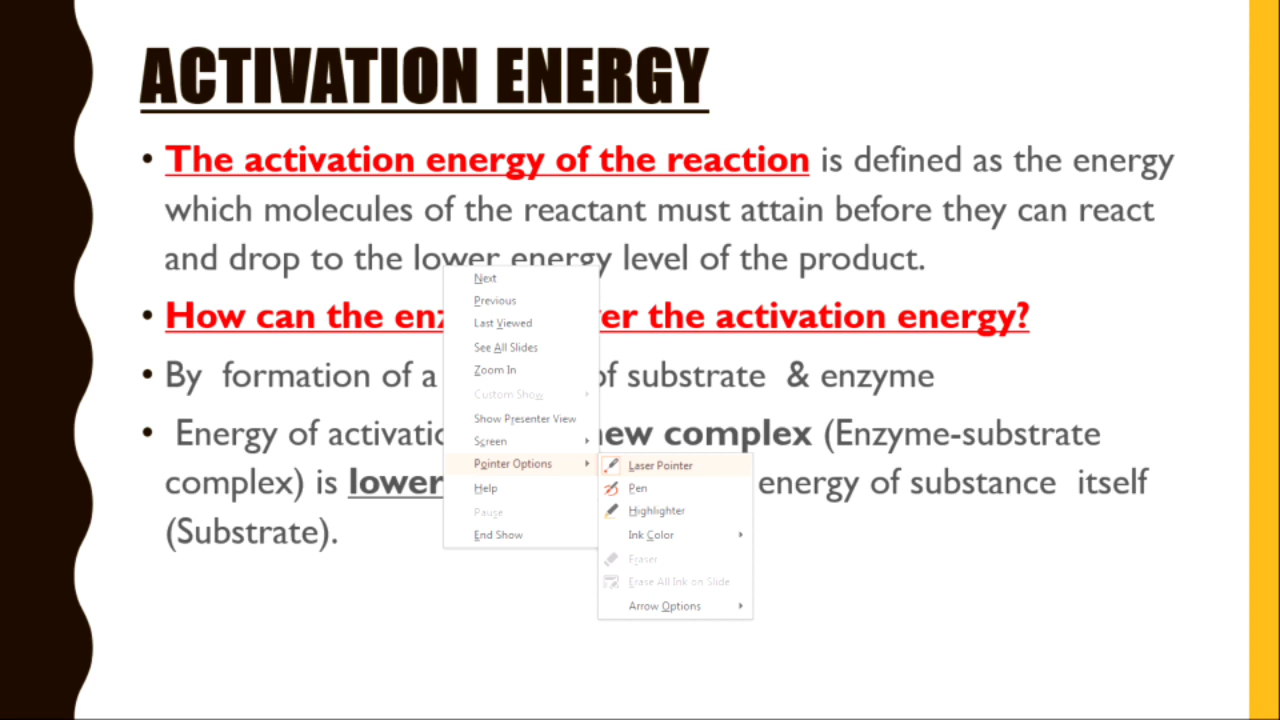 ACTIVATION ENERGY
• The activation energy of the reaction is defined as the energy
which molecules of the reactant must attain before they can react
and drop to the lower energy level of the product.
• How can the the activation energy?
• By formation of a substrate & enzyme
• Energy of new complex (Enzyme-substrate
complex) is lower energy of substance itself
(Substrate).
Next
Previous
Last Viewed
See All Slides
Zoom In
Custom Show
Show Presenter View
Screen
Pointer Options
Help
Pause
End Show
Laser Pointer
Pen
Highlighter
Ink Color
Eraser
Erase All Ink on Slide
Arrow Options